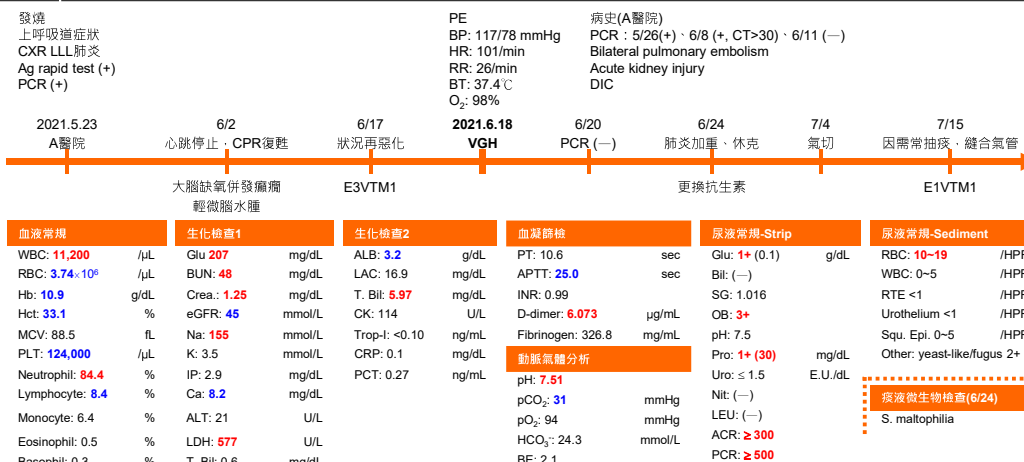 發燒
上呼吸道症狀
CXR LLL肺炎
Ag rapid test (+)
PCR (+)
PE
BP: 117/78 mmHg
HR: 101/min
RR: 26/min
BT: 37.4℃
O2: 98%
病史(A醫院)
PCR：5/26(+)、6/8 (+, CT>30)、6/11 (—)
Bilateral pulmonary embolism
Acute kidney injury
DIC
2021.5.23
A醫院
6/2
心跳停止，CPR復甦
6/17
狀況再惡化
2021.6.18
VGH
6/20
PCR (—)
6/24
肺炎加重、休克
7/4
氣切
7/15
因需常抽痰，縫合氣管
大腦缺氧併發癲癇
輕微腦水腫
E3VTM1
更換抗生素
E1VTM1
血液常規
WBC: 11,200 /μL
RBC: 3.74×10⁶ /μL
Hb: 10.9 g/dL
Hct: 33.1 %
MCV: 88.5 fL
PLT: 124,000 /μL
Neutrophil: 84.4 %
Lymphocyte: 8.4 %
Monocyte: 6.4 %
Eosinophil: 0.5 %
Basophil: 0.3 %
生化檢查1
Glu 207 mg/dL
BUN: 48 mg/dL
Crea.: 1.25 mg/dL
eGFR: 45 mmol/L
Na: 155 mmol/L
K: 3.5 mmol/L
IP: 2.9 mg/dL
Ca: 8.2 mg/dL
ALT: 21 U/L
LDH: 577 U/L
T. Bil: 0.6 mg/dL
生化檢查2
ALB: 3.2 g/dL
LAC: 16.9 mg/dL
T. Bil: 5.97 mg/dL
CK: 114 U/L
Trop-I: <0.10 ng/mL
CRP: 0.1 mg/dL
PCT: 0.27 ng/mL
血凝篩檢
PT: 10.6 sec
APTT: 25.0 sec
INR: 0.99
D-dimer: 6.073 μg/mL
Fibrinogen: 326.8 mg/mL
動脈氣體分析
pH: 7.51
pCO2: 31 mmHg
pO2: 94 mmHg
HCO3-: 24.3 mmol/L
BE: 2.1
尿液常規-Strip
Glu: 1+ (0.1) g/dL
Bil: (—)
SG: 1.016
OB: 3+
pH: 7.5
Pro: 1+ (30) mg/dL
Uro: ≤ 1.5 E.U./dL
Nit: (—)
LEU: (—)
ACR: ≧300
PCR: ≧500
尿液常規-Sediment
RBC: 10~19 /HPF
WBC: 0~5 /HPF
RTE <1 /HPF
Urothelium <1 /HPF
Squ. Epi. 0~5 /HPF
Other: yeast-like/fugus 2+
痰液微生物檢查(6/24)
S. maltophilia